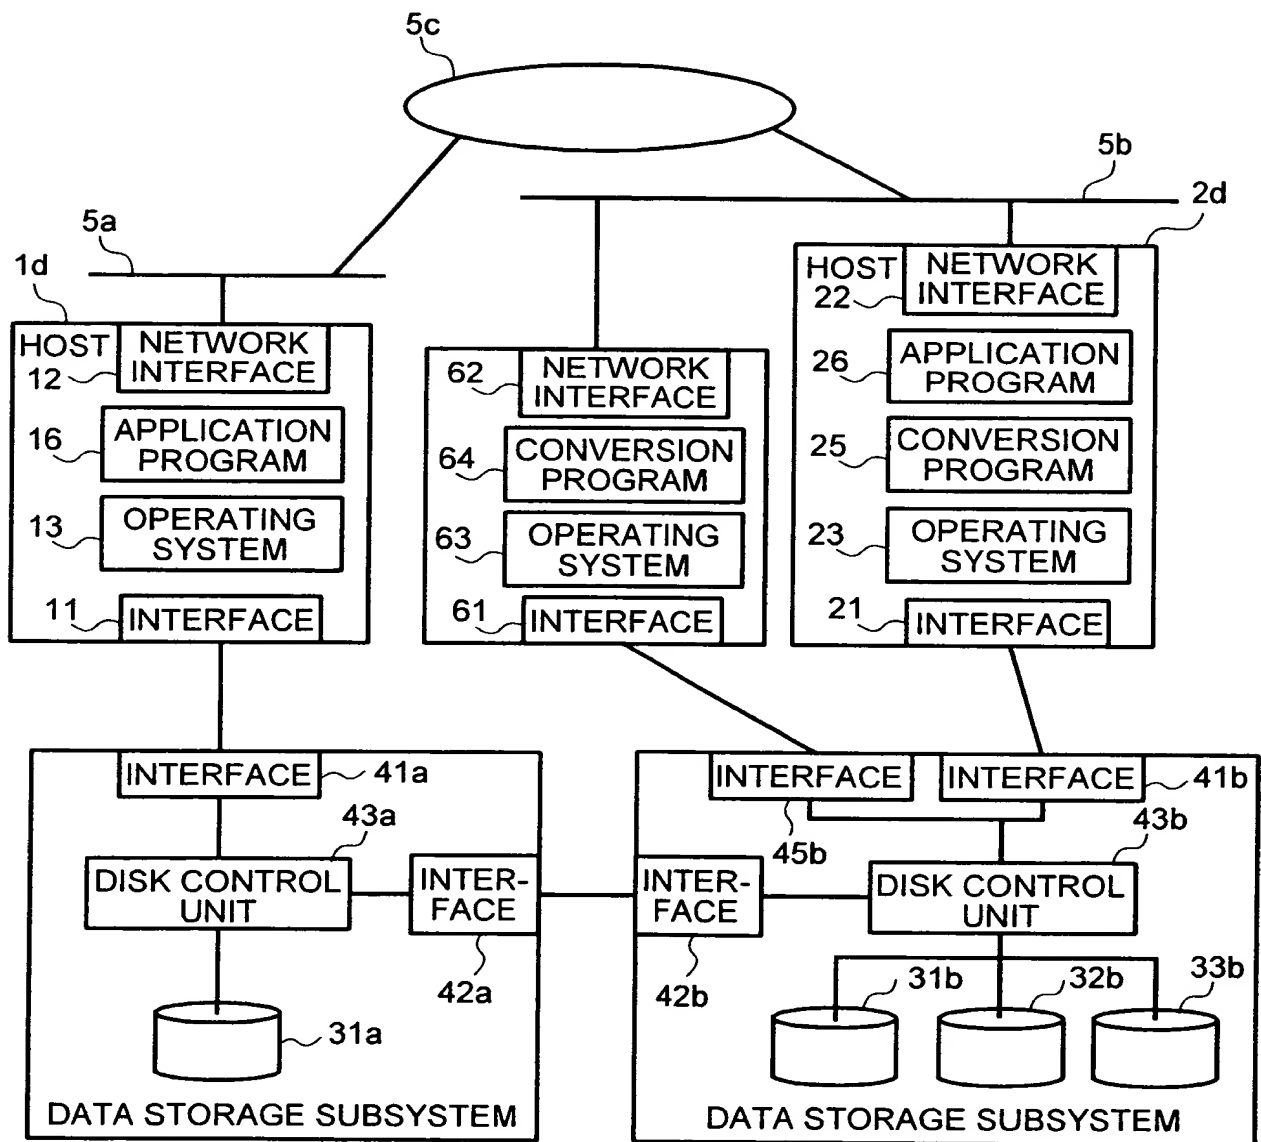 5c
5b
2d
5a
1d
HOST
12
NETWORK
INTERFACE
16
APPLICATION
PROGRAM
13
OPERATING
SYSTEM
11
INTERFACE
62
NETWORK
INTERFACE
64
CONVERSION
PROGRAM
63
OPERATING
SYSTEM
61
INTERFACE
HOST
22
NETWORK
INTERFACE
26
APPLICATION
PROGRAM
25
CONVERSION
PROGRAM
23
OPERATING
SYSTEM
21
INTERFACE
INTERFACE
41a
43a
DISK CONTROL
UNIT
INTER-
FACE
42a
31a
DATA STORAGE SUBSYSTEM
INTERFACE
45b
INTERFACE
41b
43b
INTER-
FACE
42b
DISK CONTROL
UNIT
31b
32b
33b
DATA STORAGE SUBSYSTEM